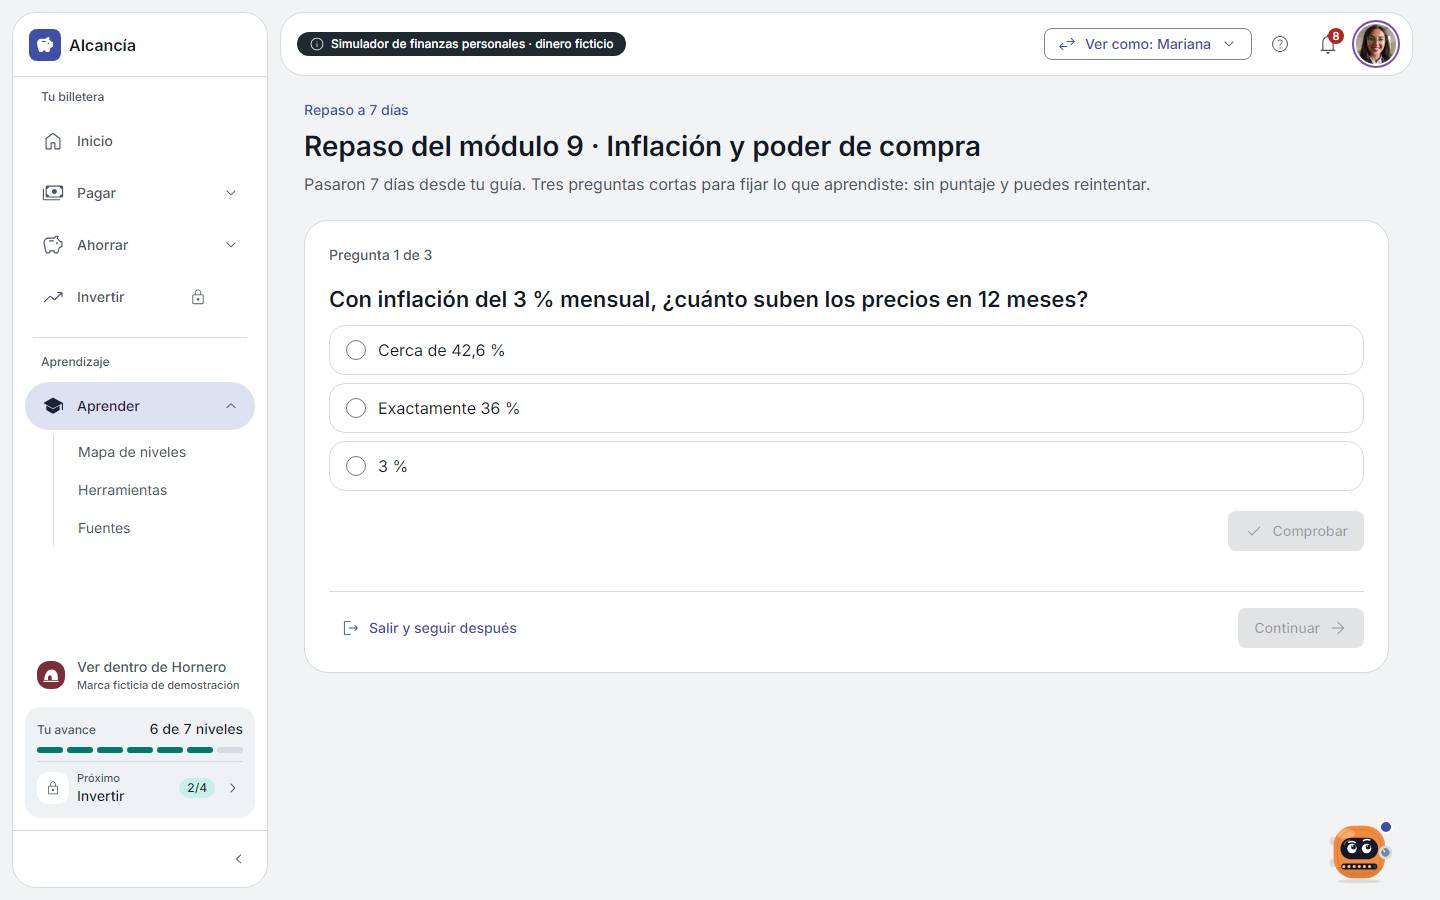 Alcancía
Simulador de finanzas personales · dinero ficticio
Ver como: Mariana
8
Tu billetera
Inicio
Pagar
Ahorrar
Invertir
Aprendizaje
Aprender
Mapa de niveles
Herramientas
Fuentes
Ver dentro de Hornero
Marca ficticia de demostración
Tu avance
6 de 7 niveles
Próximo
Invertir
2/4
Repaso a 7 días
Repaso del módulo 9 · Inflación y poder de compra
Pasaron 7 días desde tu guía. Tres preguntas cortas para fijar lo que aprendiste: sin puntaje y puedes reintentar.
Pregunta 1 de 3
Con inflación del 3 % mensual, ¿cuánto suben los precios en 12 meses?
Cerca de 42,6 %
Exactamente 36 %
3 %
Comprobar
Salir y seguir después
Continuar